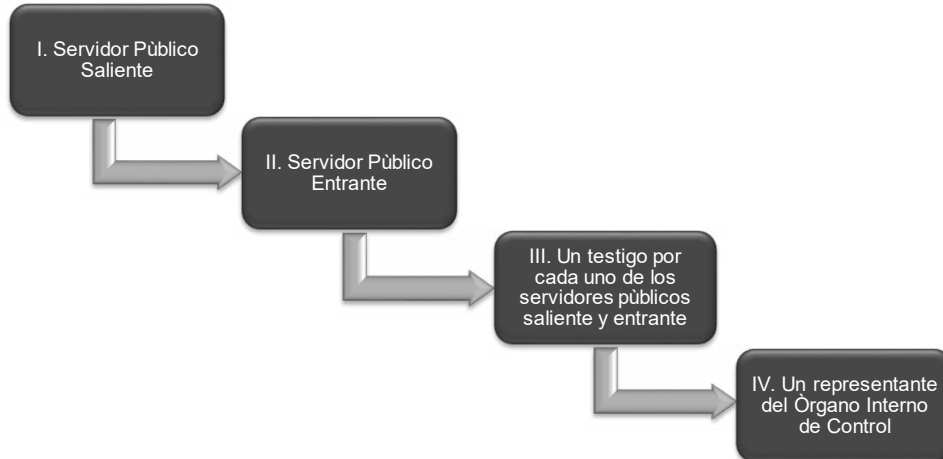 I. Servidor Pùblico
Saliente
II. Servidor Pùblico
Entrante
III. Un testigo por
cada uno de los
servidores pùblicos
saliente y entrante
IV. Un representante
del Òrgano Interno
de Control